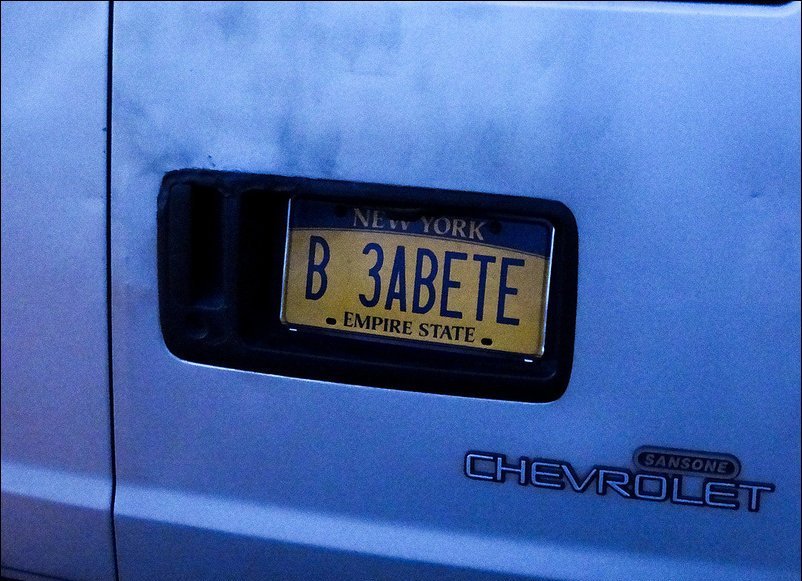 NEW YORK
B 3ABETE
EMPIRE STATE
SANSONE
CHEVROLET